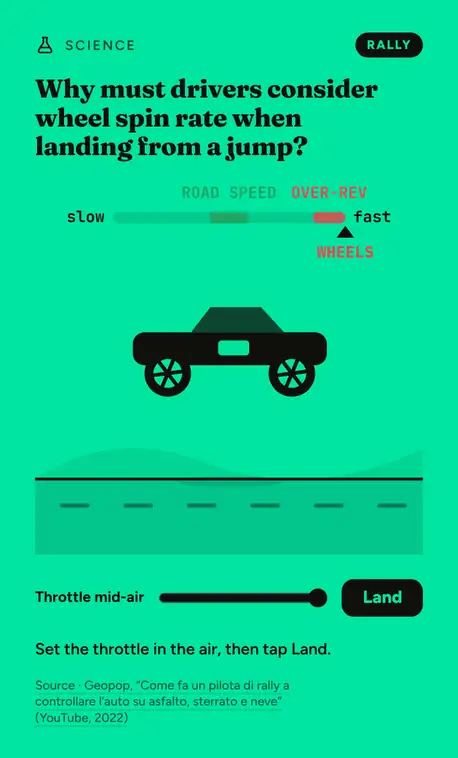 SCIENCE
RALLY
Why must drivers consider
wheel spin rate when
landing from a jump?
ROAD SPEED OVER-REV
slow fast
WHEELS
Throttle mid-air Land
Set the throttle in the air, then tap Land.
Source · Geopop, "Come fa un pilota di rally a
controllare l'auto su asfalto, sterrato e neve"
(YouTube, 2022)